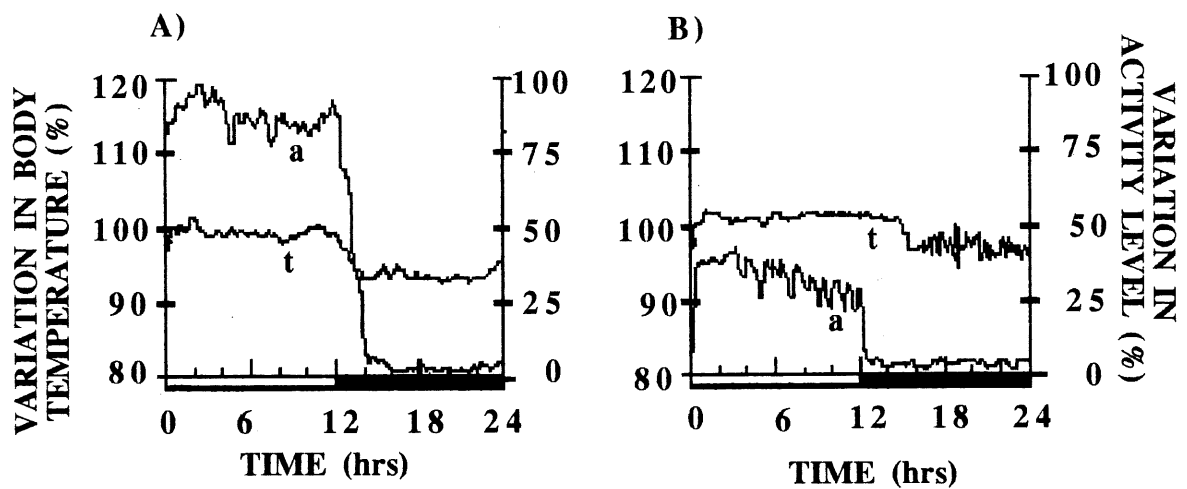 A)
B)
VARIATION IN BODY
TEMPERATURE (%)
120
110
100
90
80
100
75
50
25
0
a
t
0
6
12
18
24
TIME (hrs)
120
110
100
90
80
100
75
50
25
0
t
a
0
6
12
18
24
TIME (hrs)
VARIATION IN
ACTIVITY LEVEL (%)